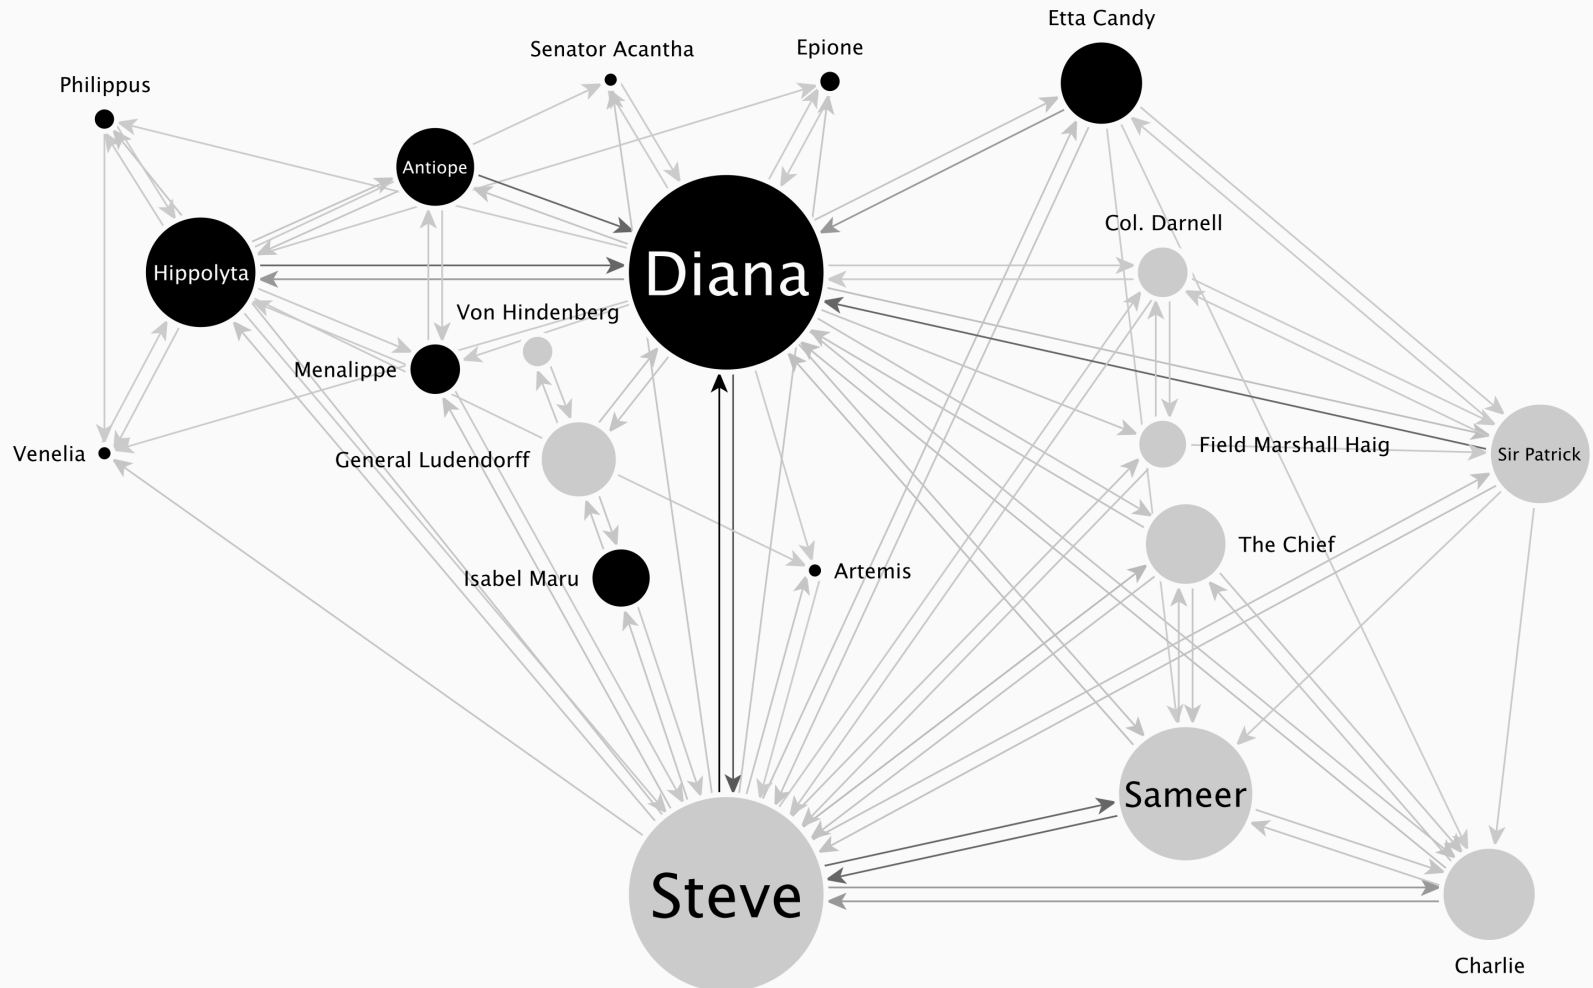 Etta Candy
Senator Acantha
Epione
Philippus
Antiope
Col. Darnell
Hippolyta
Diana
Von Hindenberg
Menalippe
Field Marshall Haig
Sir Patrick
Venelia
General Ludendorff
The Chief
Isabel Maru
Artemis
Sameer
Steve
Charlie